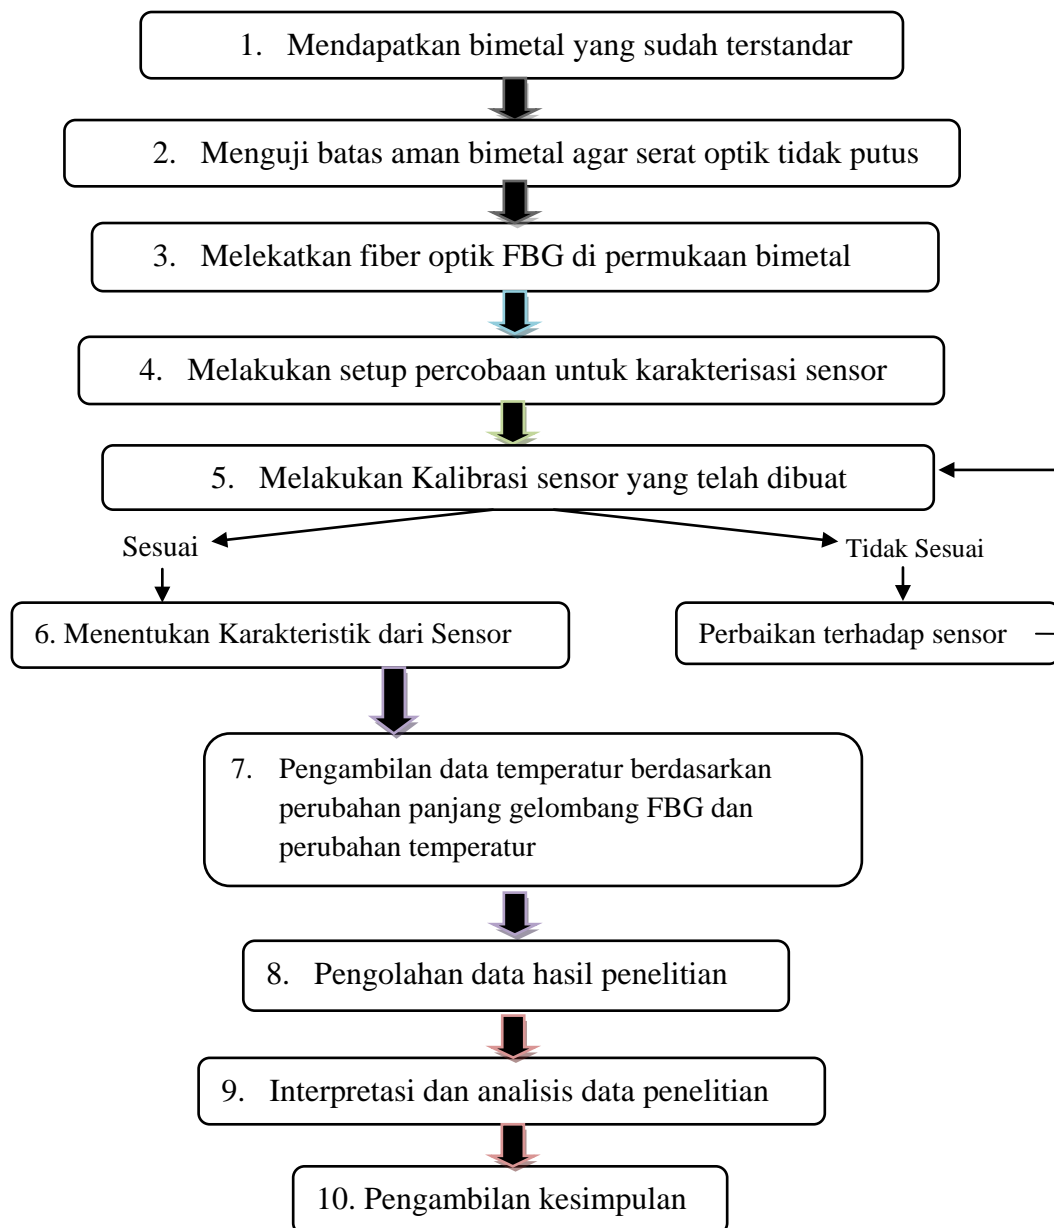 1. Mendapatkan bimetal yang sudah terstandar
2. Menguji batas aman bimetal agar serat optik tidak putus
3. Melekatkan fiber optik FBG di permukaan bimetal
4. Melakukan setup percobaan untuk karakterisasi sensor
5. Melakukan Kalibrasi sensor yang telah dibuat
Sesuai
Tidak Sesuai
6. Menentukan Karakteristik dari Sensor
Perbaikan terhadap sensor
7. Pengambilan data temperatur berdasarkan
perubahan panjang gelombang FBG dan
perubahan temperatur
8. Pengolahan data hasil penelitian
9. Interpretasi dan analisis data penelitian
10. Pengambilan kesimpulan